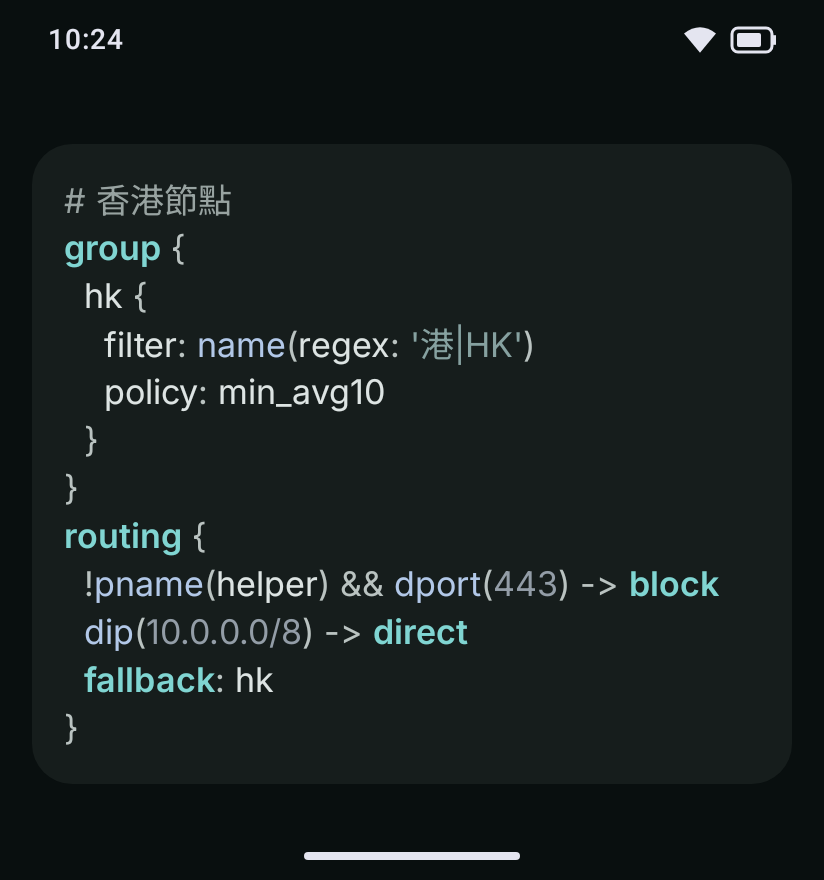 10:24
# 香港節點
group {
  hk {
    filter: name(regex: '港|HK')
    policy: min_avg10
  }
}
routing {
  !pname(helper) && dport(443) -> block
  dip(10.0.0.0/8) -> direct
  fallback: hk
}